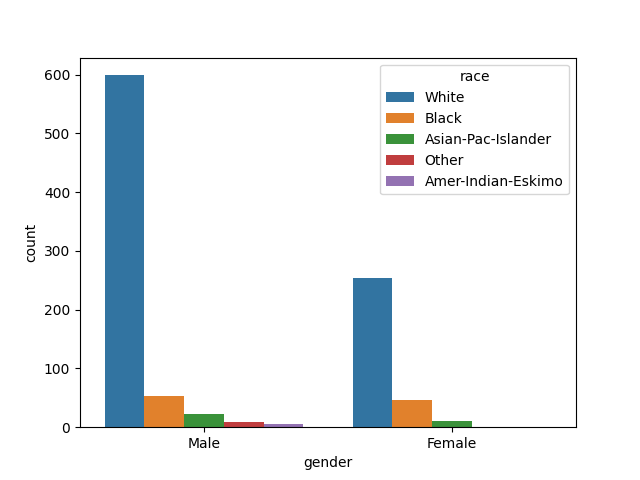 race
White
Black
Asian-Pac-Islander
Other
Amer-Indian-Eskimo
600
500
400
300
200
100
0
count
Male Female
gender